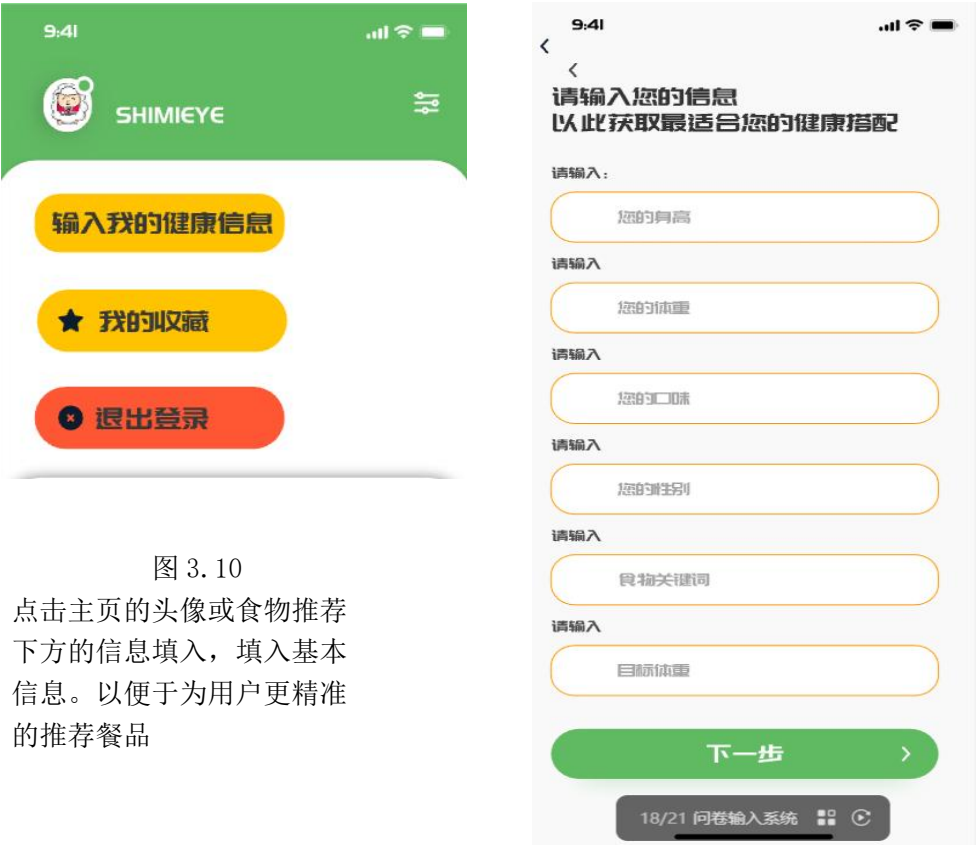 9:41
SHIMIEYE
输入我的健康信息
我的收藏
退出登录
图 3.10
点击主页的头像或食物推荐
下方的信息填入，填入基本
信息。以便于为用户更精准
的推荐餐品
9:41
请输入您的信息
以此获取最适合您的健康搭配
请输入：
您的身高
请输入
您的体重
请输入
您的口味
请输入
您的性别
请输入
食物关键词
请输入
目标体重
下一步
18/21 问卷输入系统